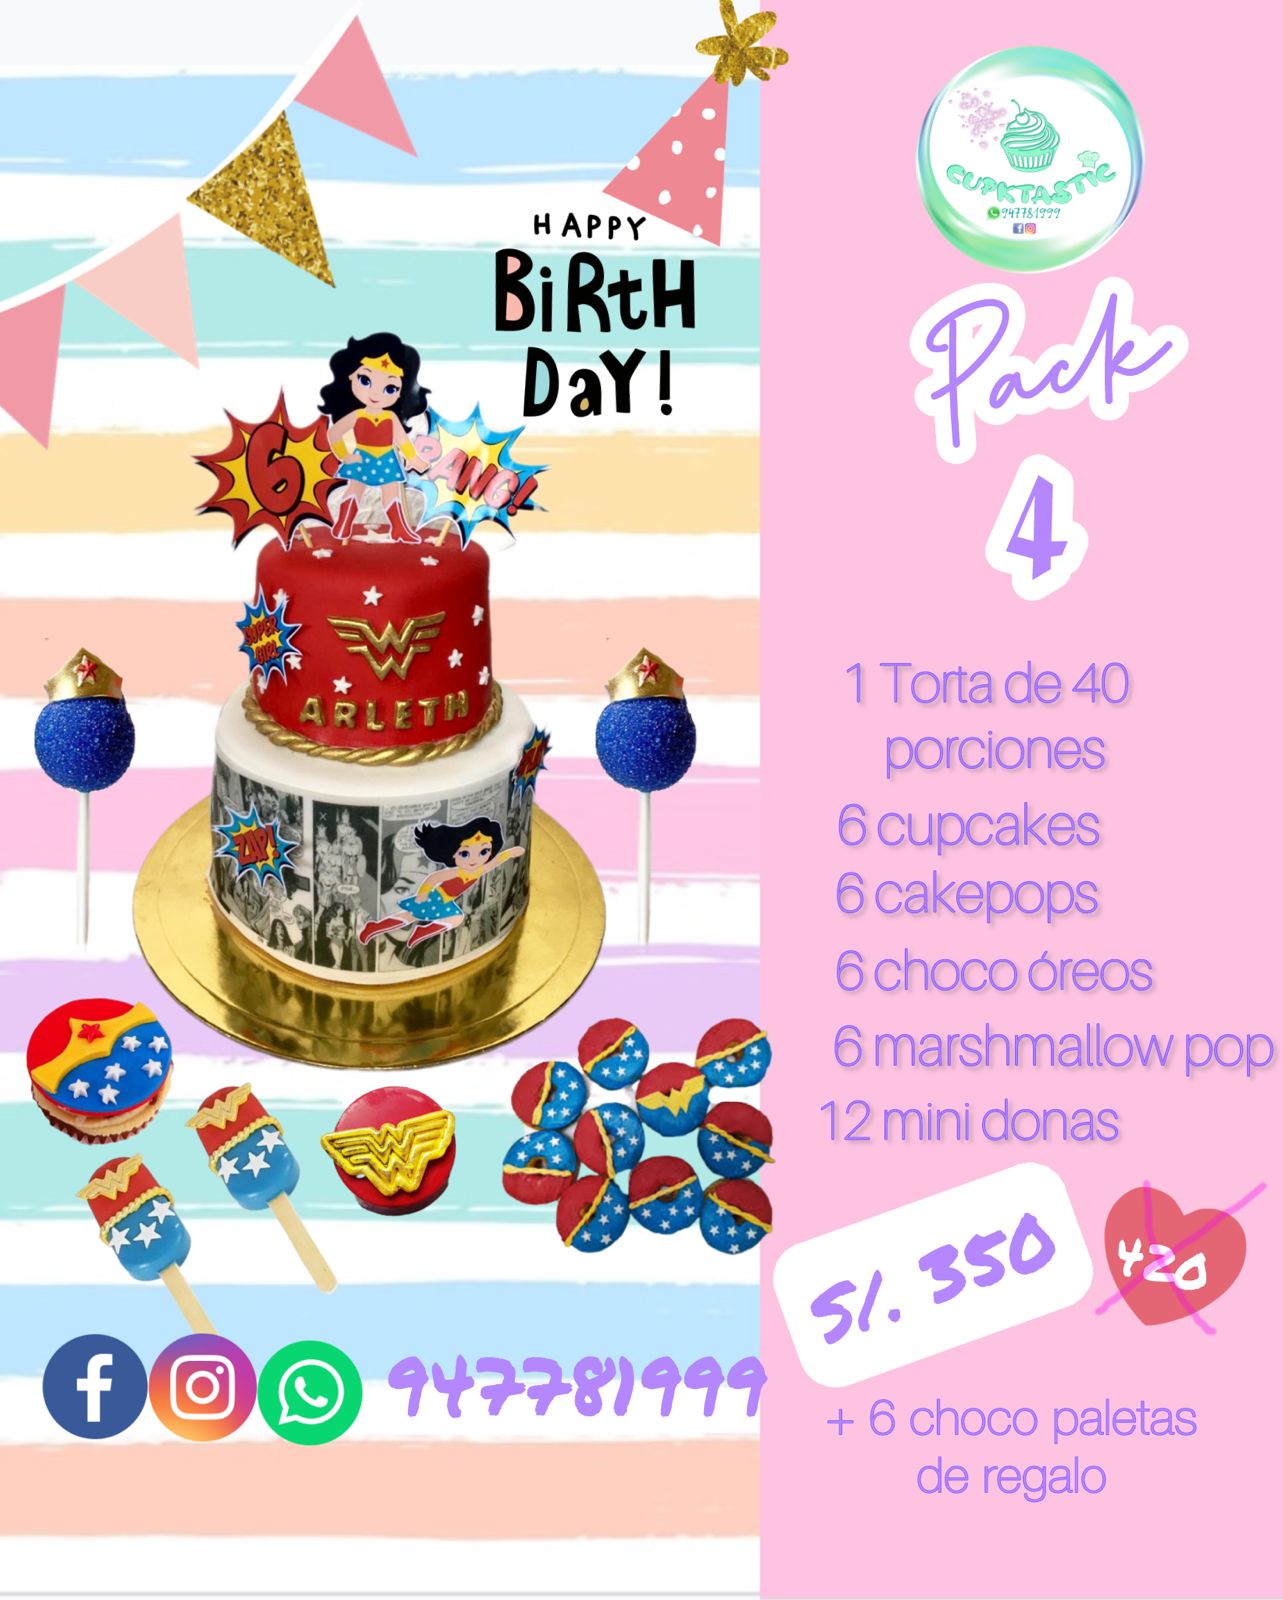 HAPPY
BiRtH
DaY!
6
BANG!
SUPER
GIRL
ARLETH
ZAP!
CUPKTASTIC
947781999
Pack
4
1 Torta de 40
porciones
6 cupcakes
6 cakepops
6 choco óreos
6 marshmallow pop
12 mini donas
S/. 350
420
+ 6 choco paletas
de regalo
947781999